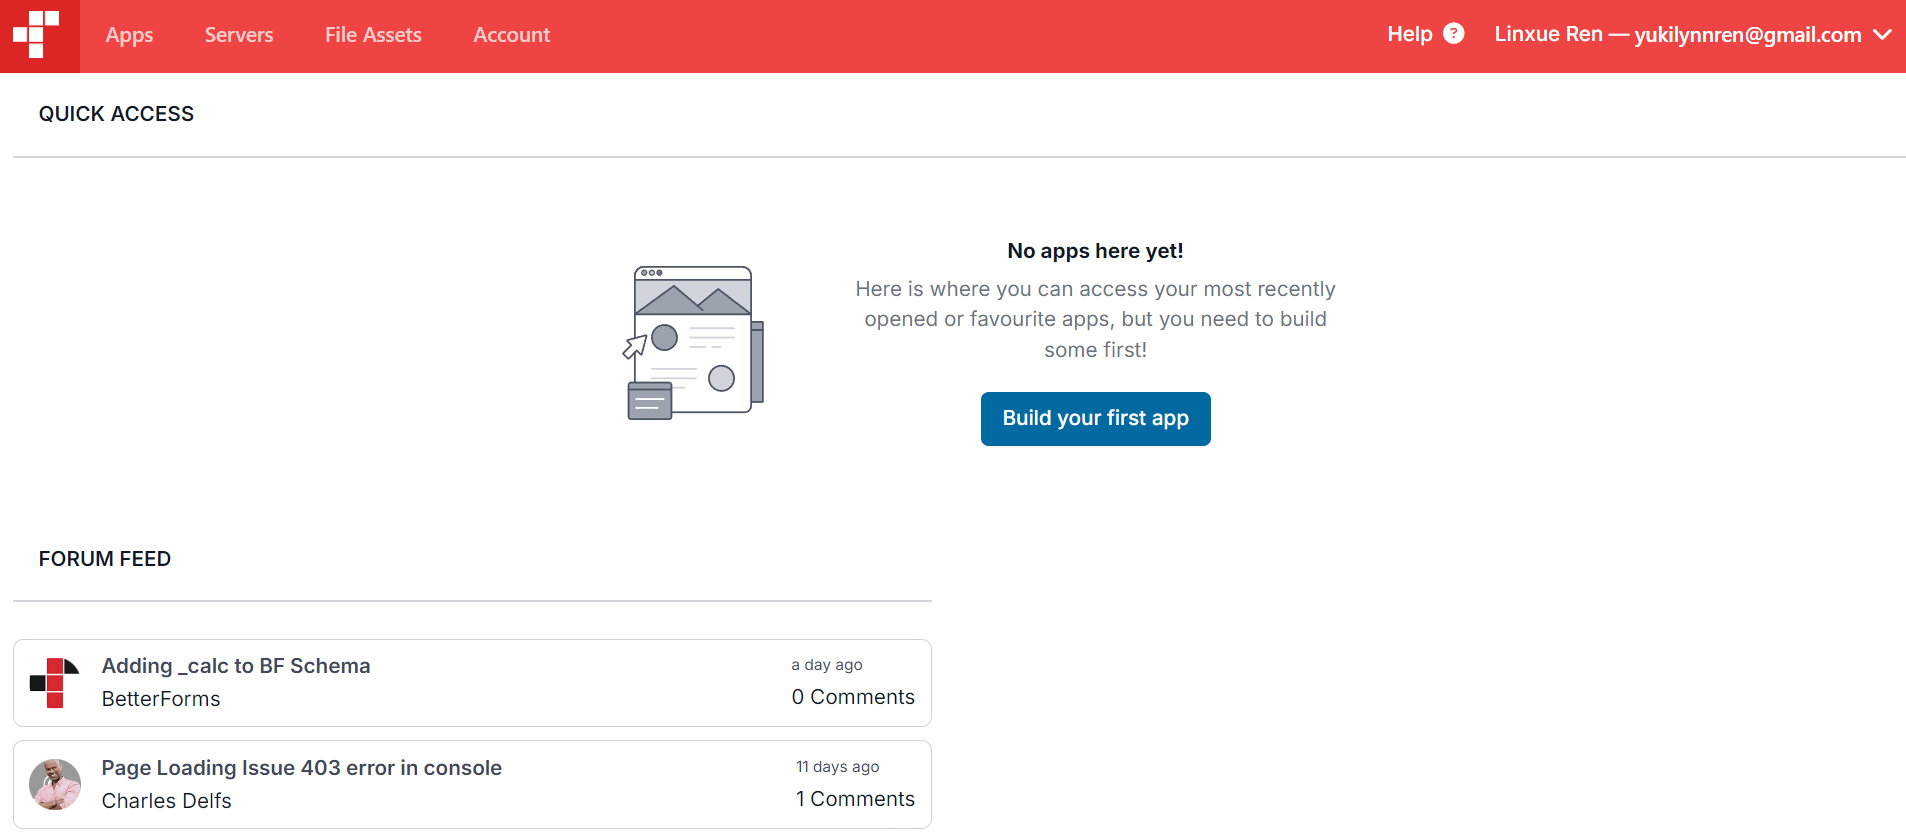 Apps Servers File Assets Account Help ? Linxue Ren — yukilynnren@gmail.com
QUICK ACCESS
No apps here yet!
Here is where you can access your most recently
opened or favourite apps, but you need to build
some first!
Build your first app
FORUM FEED
Adding _calc to BF Schema a day ago
BetterForms 0 Comments
Page Loading Issue 403 error in console 11 days ago
Charles Delfs 1 Comments